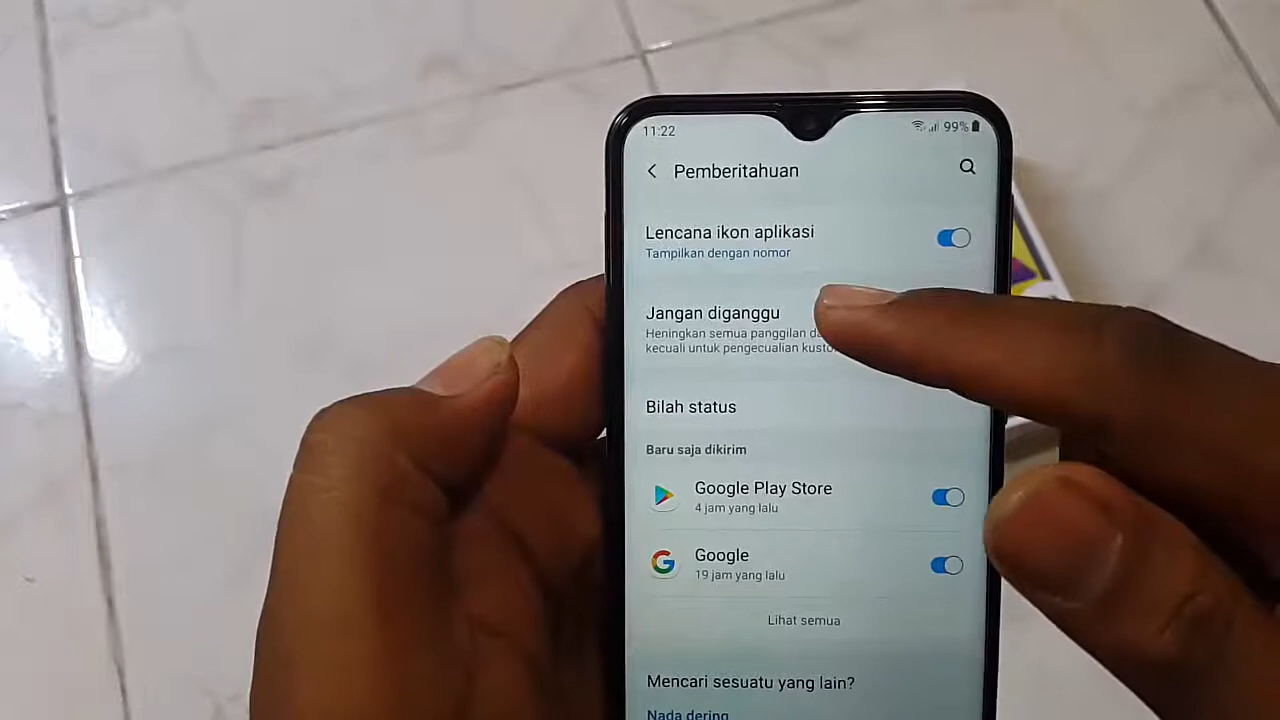 11:22
99%
Pemberitahuan
Lencana ikon aplikasi
Tampilkan dengan nomor
Jangan diganggu
Heningkan semua panggilan
kecuali untuk pengecualian
Bilah status
Baru saja dikirim
Google Play Store
4 jam yang lalu
Google
19 jam yang lalu
Lihat semua
Mencari sesuatu yang lain?
Nada dering